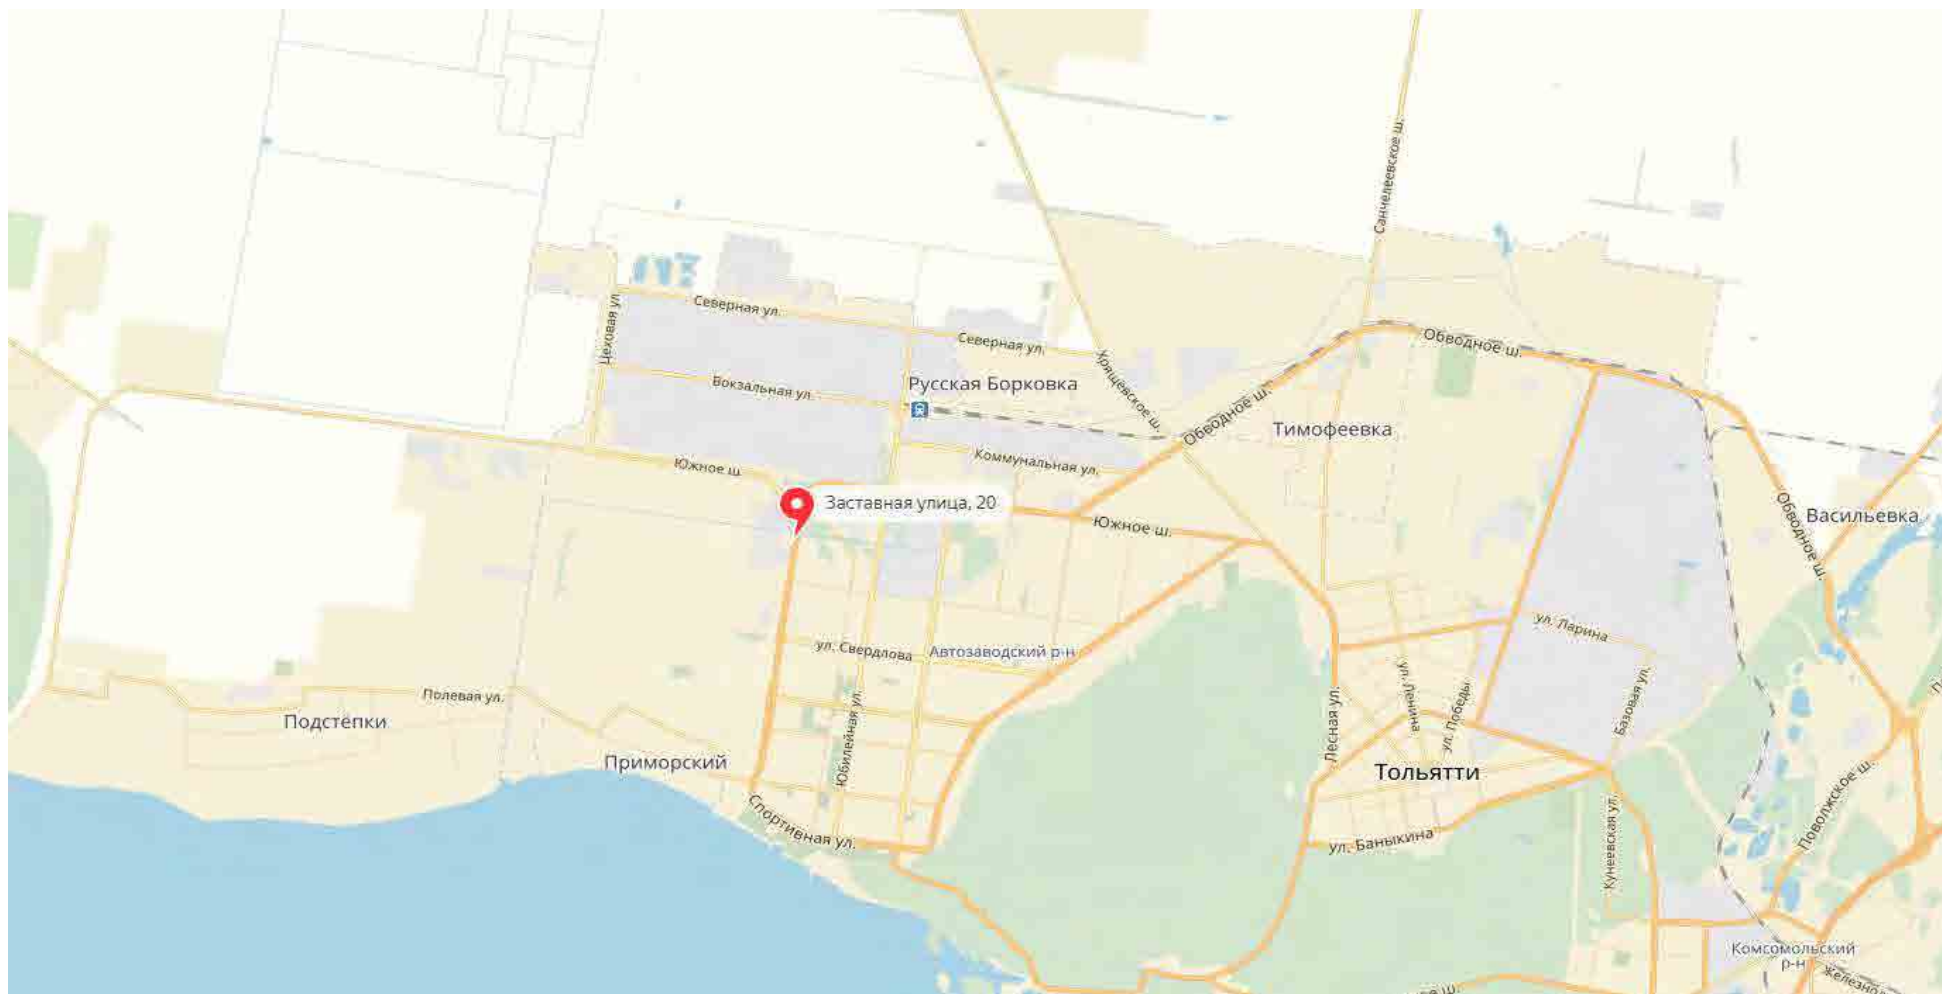 Санчелеевское ш.
Северная ул.
Цеховая ул
Северная ул.
Обводное ш.
Хрящёвское ш.
Вокзальная ул.
Русская Борковка
Обводное ш.
Тимофеевка
Южное ш
Коммунальная ул.
Заставная улица, 20
Южное ш.
Обводное ш.
Васильевка
ул. Ларина
ул. Свердлова
Автозаводский р-н
Полевая ул.
Подстепки
Юбилейная ул.
Лесная ул.
ул. Ленина
ул. Победы
Базовая ул.
Приморский
Тольятти
Спортивная ул.
ул. Баныкина
Кунеевская ул.
Поволжское ш.
Комсомольский
р-н